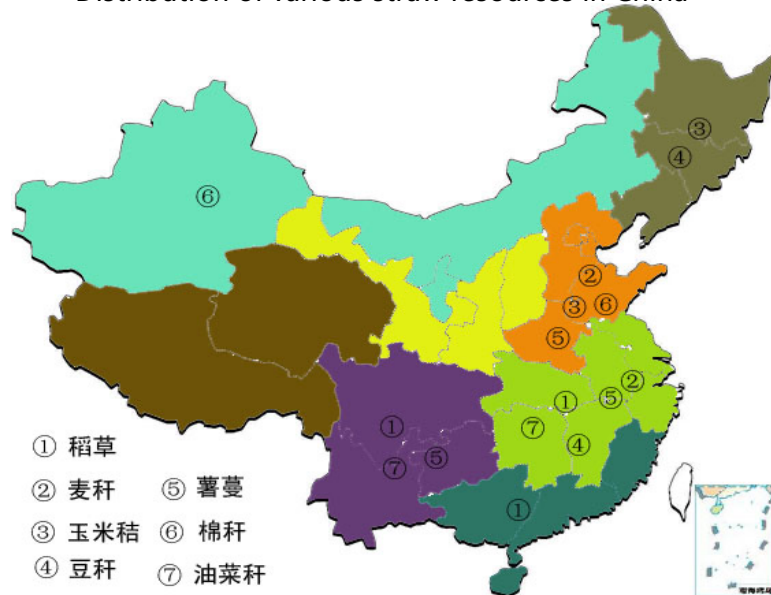 Distribution of various straw resources in China
③
④
⑥
②
③ ⑥
⑤
②
① ⑤
⑦ ④
①
⑦ ⑤
①
① 稻草
② 麦秆 ⑤ 薯蔓
③ 玉米秸 ⑥ 棉秆
④ 豆秆 ⑦ 油菜秆